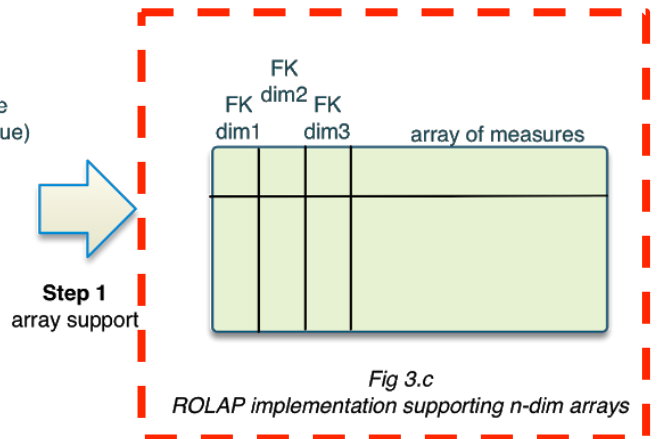 ue)
Step 1
array support
FK
dim1
FK
dim2
FK
dim3
array of measures
Fig 3.c
ROLAP implementation supporting n-dim arrays